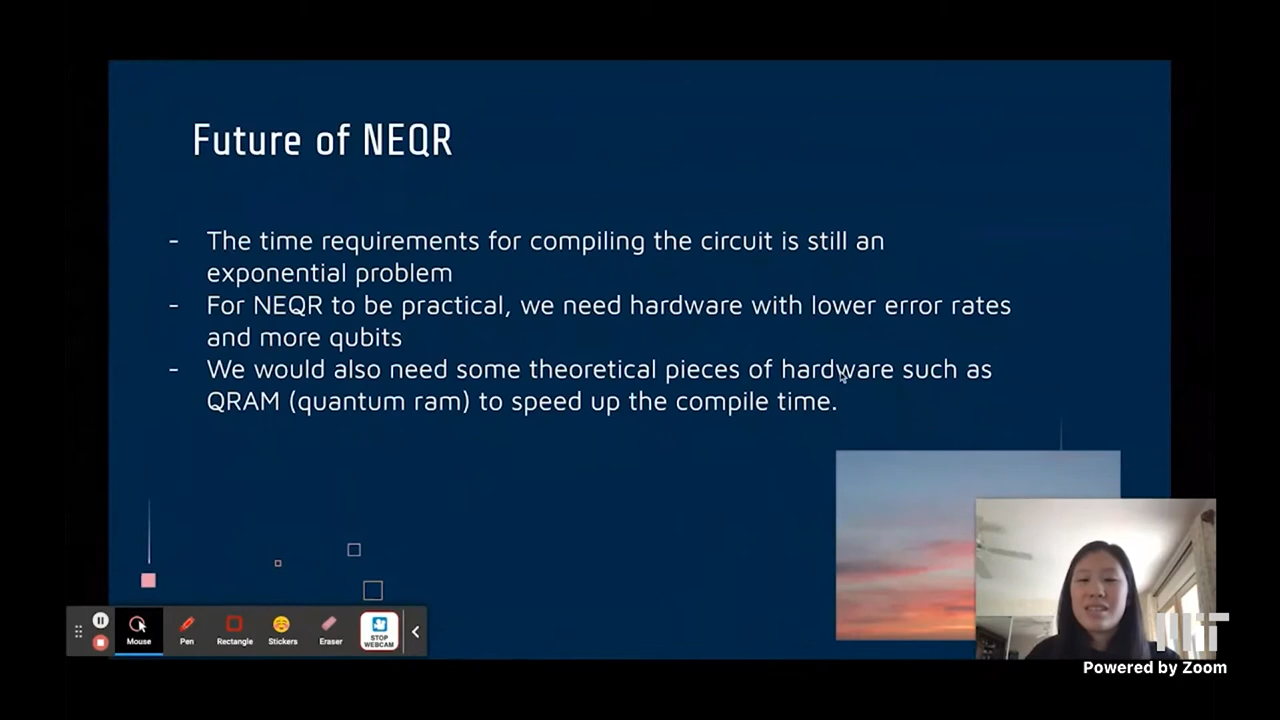 Future of NEQR
- The time requirements for compiling the circuit is still an
exponential problem
- For NEQR to be practical, we need hardware with lower error rates
and more qubits
- We would also need some theoretical pieces of hardware such as
QRAM (quantum ram) to speed up the compile time.
Mouse
Pen
Rectangle
Stickers
Eraser
STOP
WEBCAM
MIT
Powered by Zoom